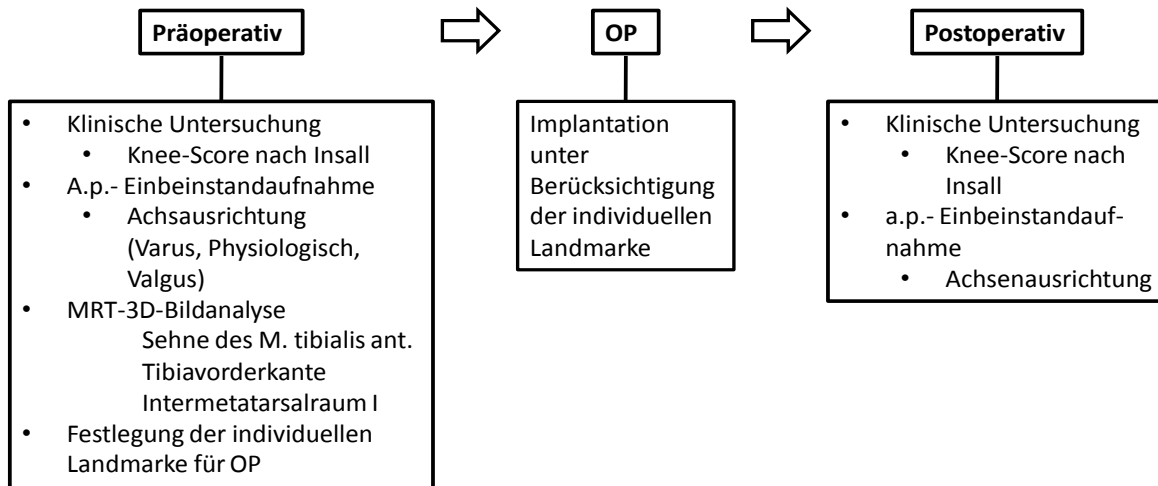 Präoperativ
• Klinische Untersuchung
• Knee-Score nach Insall
• A.p.- Einbeinstandaufnahme
• Achsausrichtung
(Varus, Physiologisch,
Valgus)
• MRT-3D-Bildanalyse
Sehne des M. tibialis ant.
Tibiavorderkante
Intermetatarsalraum I
• Festlegung der individuellen
Landmarke für OP
OP
Implantation
unter
Berücksichtigung
der individuellen
Landmarke
Postoperativ
• Klinische Untersuchung
• Knee-Score nach
Insall
• a.p.- Einbeinstandauf-
nahme
• Achsenausrichtung